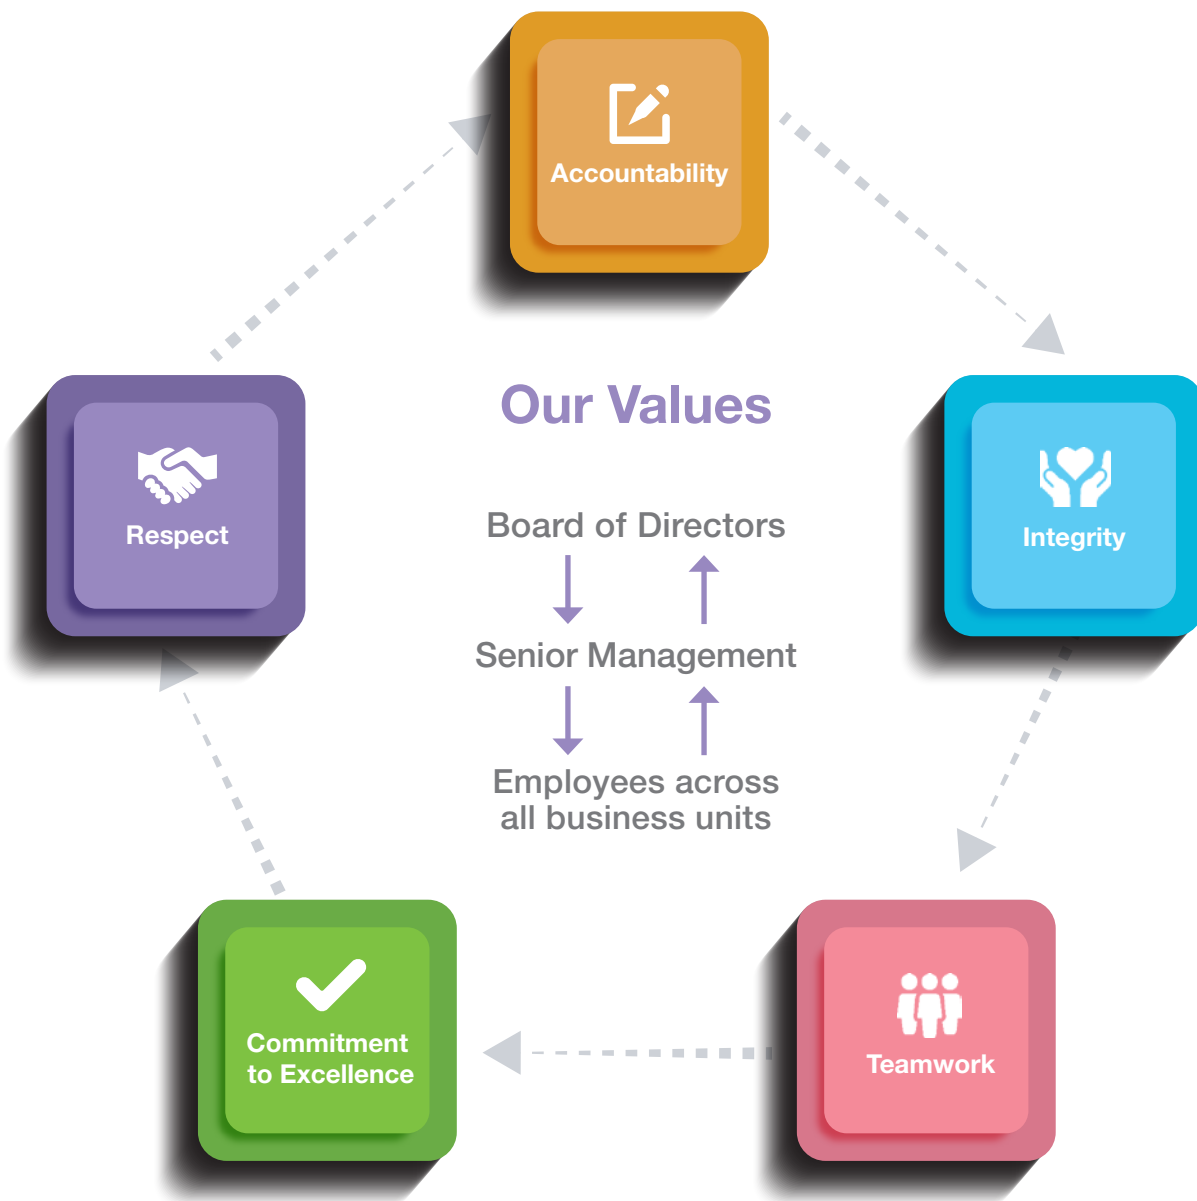 Accountability
Our Values
Respect
Integrity
Board of Directors
Senior Management
Employees across
all business units
Commitment
to Excellence
Teamwork